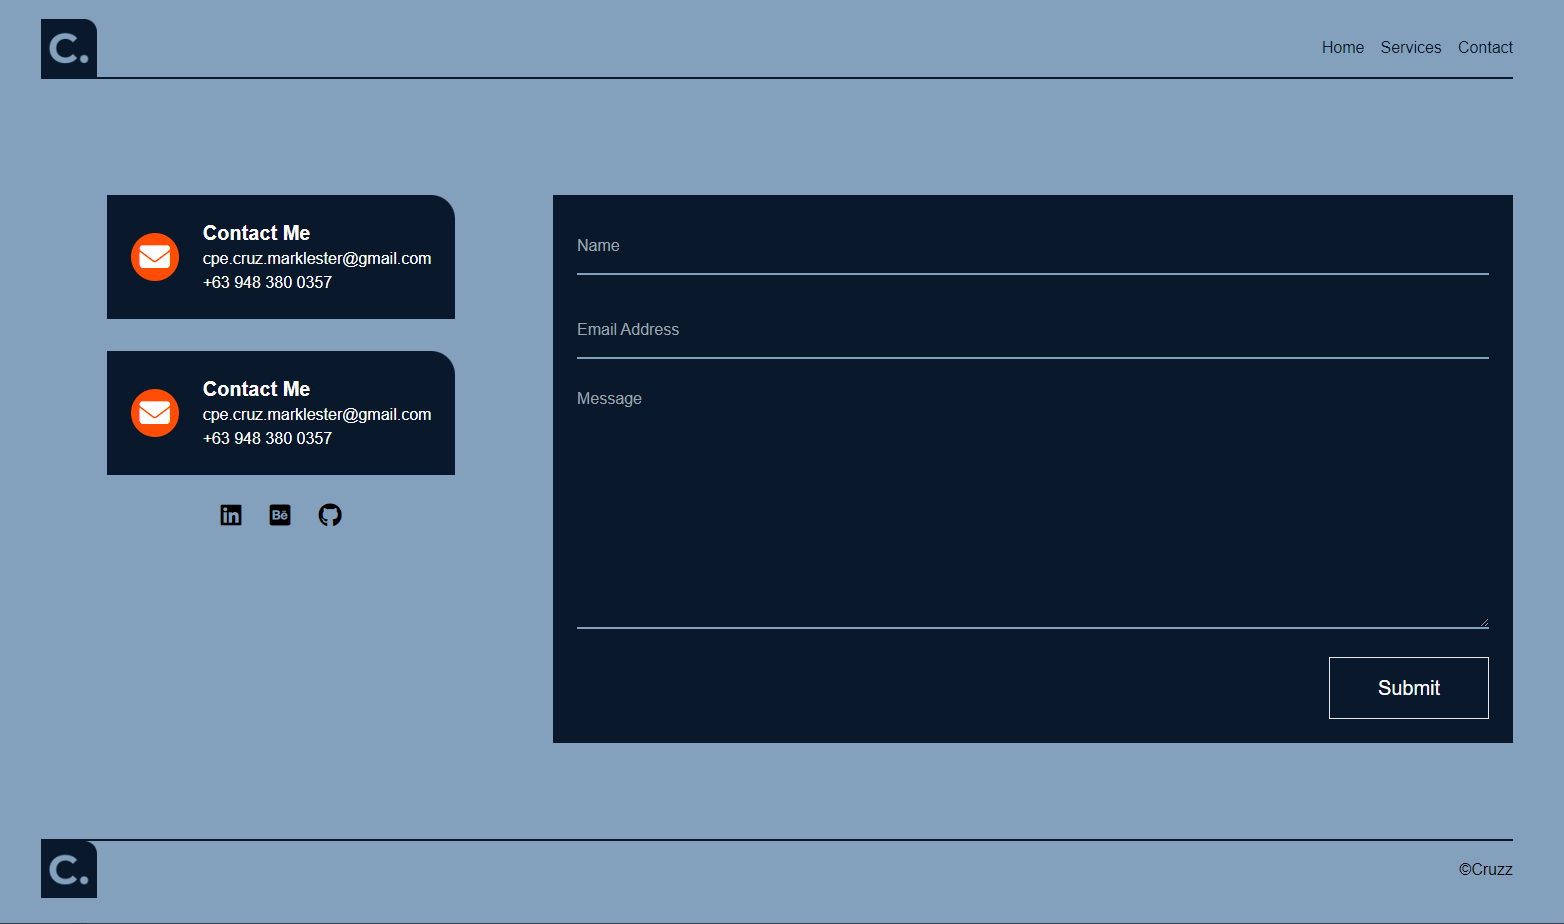 C.
Home Services Contact
Contact Me
cpe.cruz.marklester@gmail.com
+63 948 380 0357
Contact Me
cpe.cruz.marklester@gmail.com
+63 948 380 0357
in Bē
Name
Email Address
Message
Submit
C.
©Cruzz